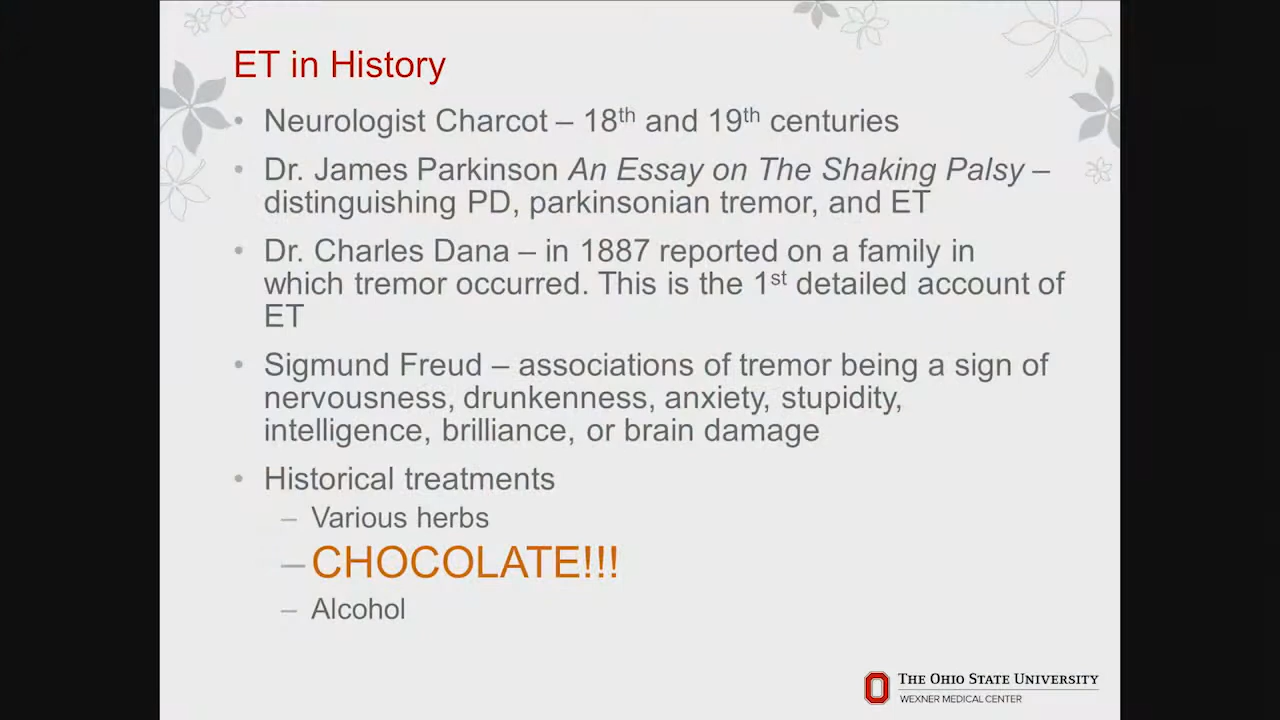 ET in History
• Neurologist Charcot – 18th and 19th centuries
• Dr. James Parkinson An Essay on The Shaking Palsy –
distinguishing PD, parkinsonian tremor, and ET
• Dr. Charles Dana – in 1887 reported on a family in
which tremor occurred. This is the 1st detailed account of
ET
• Sigmund Freud – associations of tremor being a sign of
nervousness, drunkenness, anxiety, stupidity,
intelligence, brilliance, or brain damage
• Historical treatments
– Various herbs
– CHOCOLATE!!!
– Alcohol
THE OHIO STATE UNIVERSITY
WEXNER MEDICAL CENTER